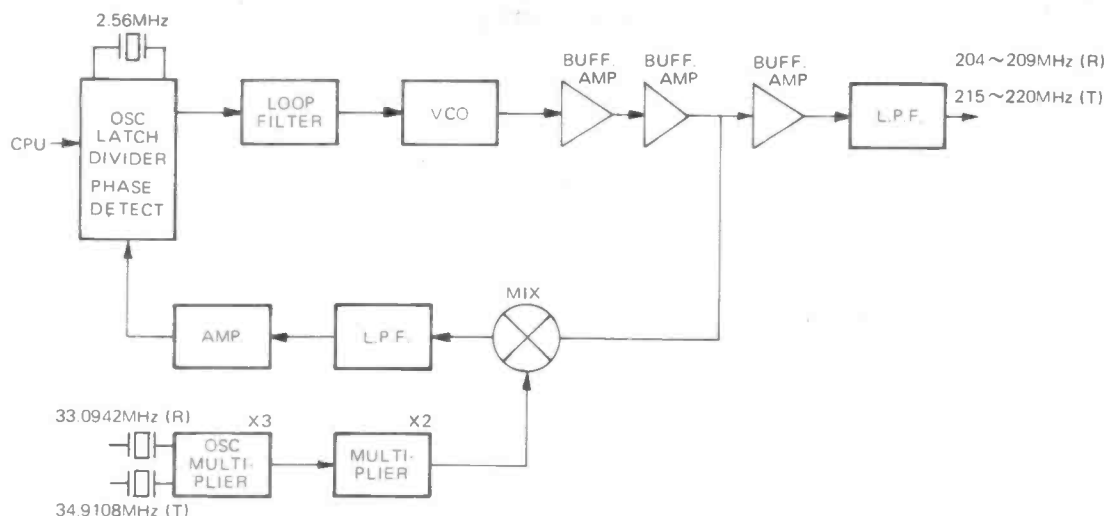 2.56MHz
OSC
LATCH
DIVIDER
PHASE
DETECT
CPU
LOOP
FILTER
VCO
BUFF.
AMP
BUFF.
AMP
BUFF.
AMP
L.P.F.
204~209MHz (R)
215~220MHz (T)
MIX
AMP.
L.P.F.
33.0942MHz (R)
X3
X2
OSC
MULTI-
PLIER
MULTI-
PLIER
34.9108MHz (T)